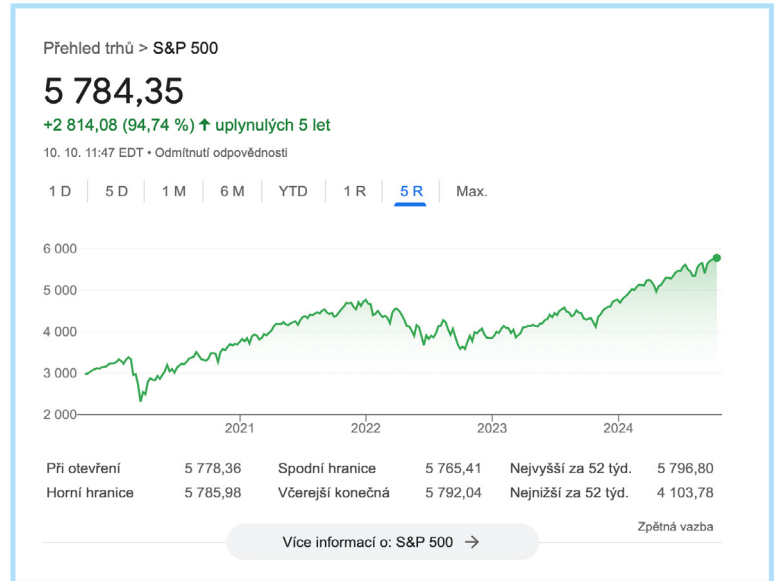 Přehled trhů > S&P 500
5 784,35
+2 814,08 (94,74 %) ↑ uplynulých 5 let
10. 10. 11:47 EDT • Odmítnutí odpovědnosti
1 D 5 D 1 M 6 M YTD 1 R 5 R Max.
6 000
5 000
4 000
3 000
2 000
2021 2022 2023 2024
Při otevření 5 778,36 Spodní hranice 5 765,41 Nejvyšší za 52 týd. 5 796,80
Horní hranice 5 785,98 Včerejší konečná 5 792,04 Nejnižší za 52 týd. 4 103,78
Zpětná vazba
Více informací o: S&P 500 →